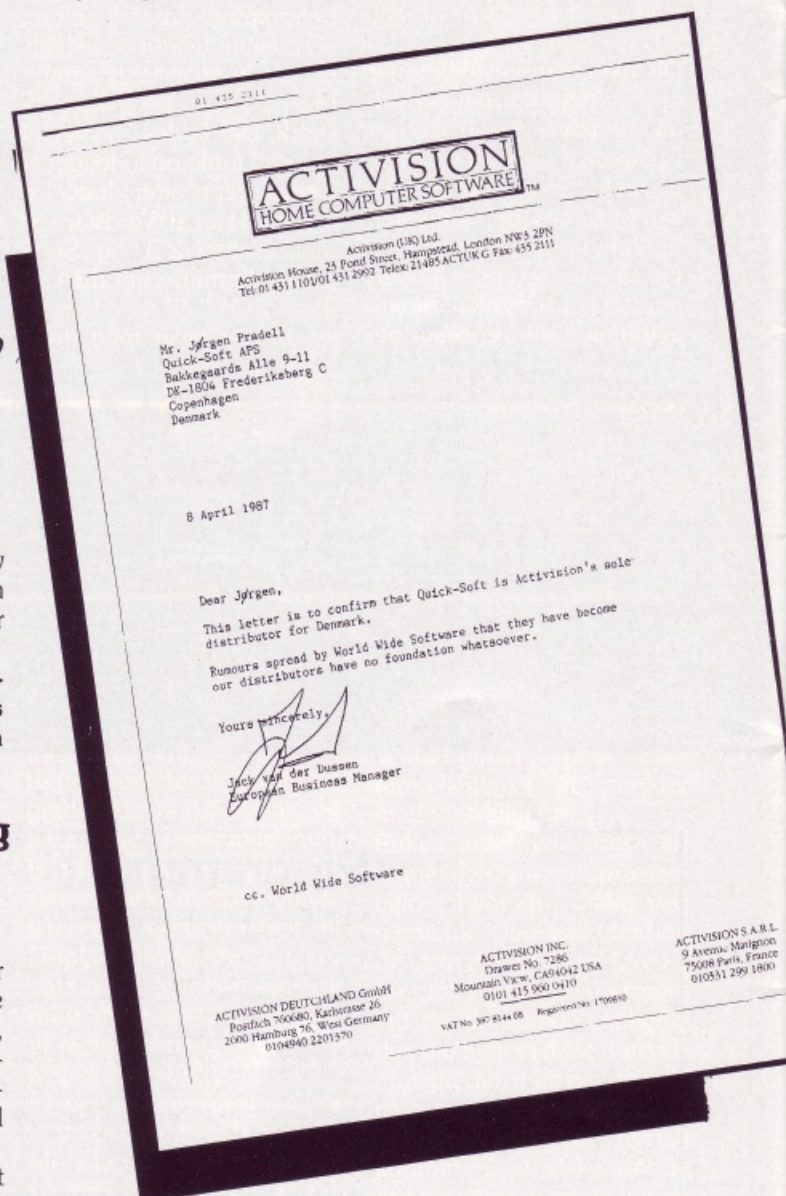 01 435 2111
ACTIVISION
HOME COMPUTER SOFTWARE TM
Activision (UK) Ltd.
Activision House, 23 Pond Street, Hampstead, London NW3 2PN
Tel: 01 431 1101/01 431 2992 Telex: 21485 ACTUK G Fax: 435 2111
Mr. Jørgen Pradell
Quick-Soft APS
Bakkegaards Alle 9-11
DK-1804 Frederiksberg C
Copenhagen
Denmark
8 April 1987
Dear Jørgen,
This letter is to confirm that Quick-Soft is Activision's sole
distributor for Denmark.
Rumours spread by World Wide Software that they have become
our distributors have no foundation whatsoever.
Yours sincerely,
Jack van der Dussen
European Business Manager
cc. World Wide Software
ACTIVISION DEUTCHLAND GmbH
Postfach 760680, Karlstrasse 26
2000 Hamburg 76, West Germany
0104940 2201570
ACTIVISION INC.
Drawer No. 7286
Mountain View, CA94042 USA
0101 415 960 0410
VAT No. Registered No.
ACTIVISION S.A.R.L.
9 Avenue Matignon
75008 Paris, France
010331 299 1800